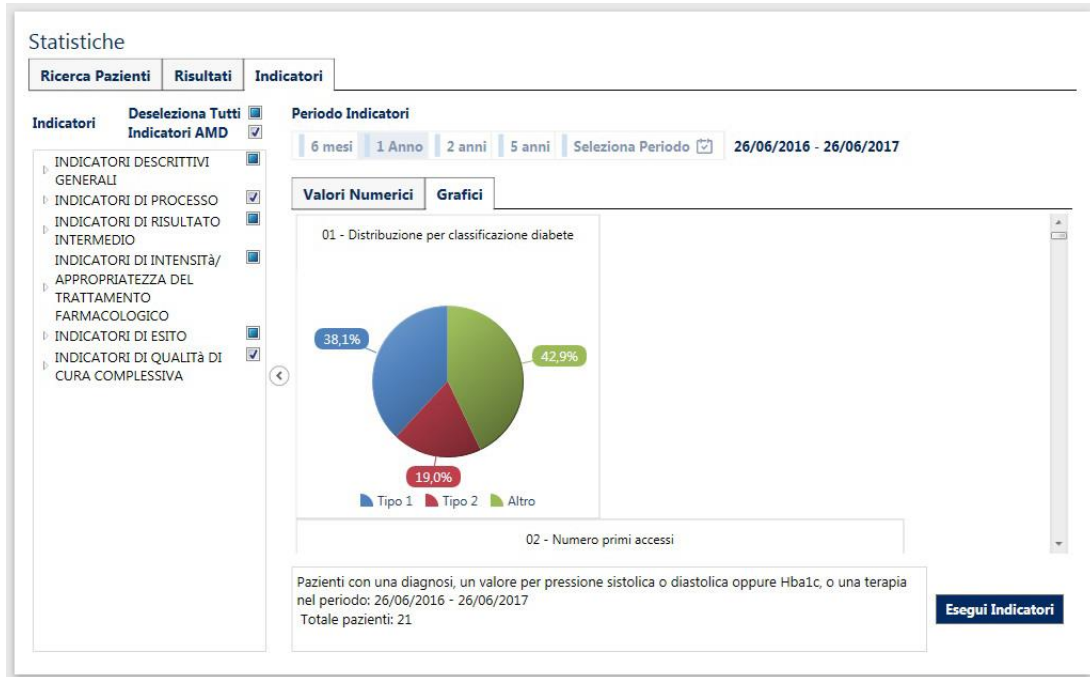 Statistiche
Ricerca Pazienti Risultati Indicatori
Indicatori
Deseleziona Tutti
Indicatori AMD
INDICATORI DESCRITTIVI
GENERALI
INDICATORI DI PROCESSO
INDICATORI DI RISULTATO
INTERMEDIO
INDICATORI DI INTENSITà/
APPROPRIATEZZA DEL
TRATTAMENTO
FARMACOLOGICO
INDICATORI DI ESITO
INDICATORI DI QUALITà DI
CURA COMPLESSIVA
Periodo Indicatori
6 mesi 1 Anno 2 anni 5 anni Seleziona Periodo 26/06/2016 - 26/06/2017
Valori Numerici Grafici
01 - Distribuzione per classificazione diabete
38,1%
42,9%
19,0%
Tipo 1 Tipo 2 Altro
02 - Numero primi accessi
Pazienti con una diagnosi, un valore per pressione sistolica o diastolica oppure Hba1c, o una terapia
nel periodo: 26/06/2016 - 26/06/2017
Totale pazienti: 21
Esegui Indicatori